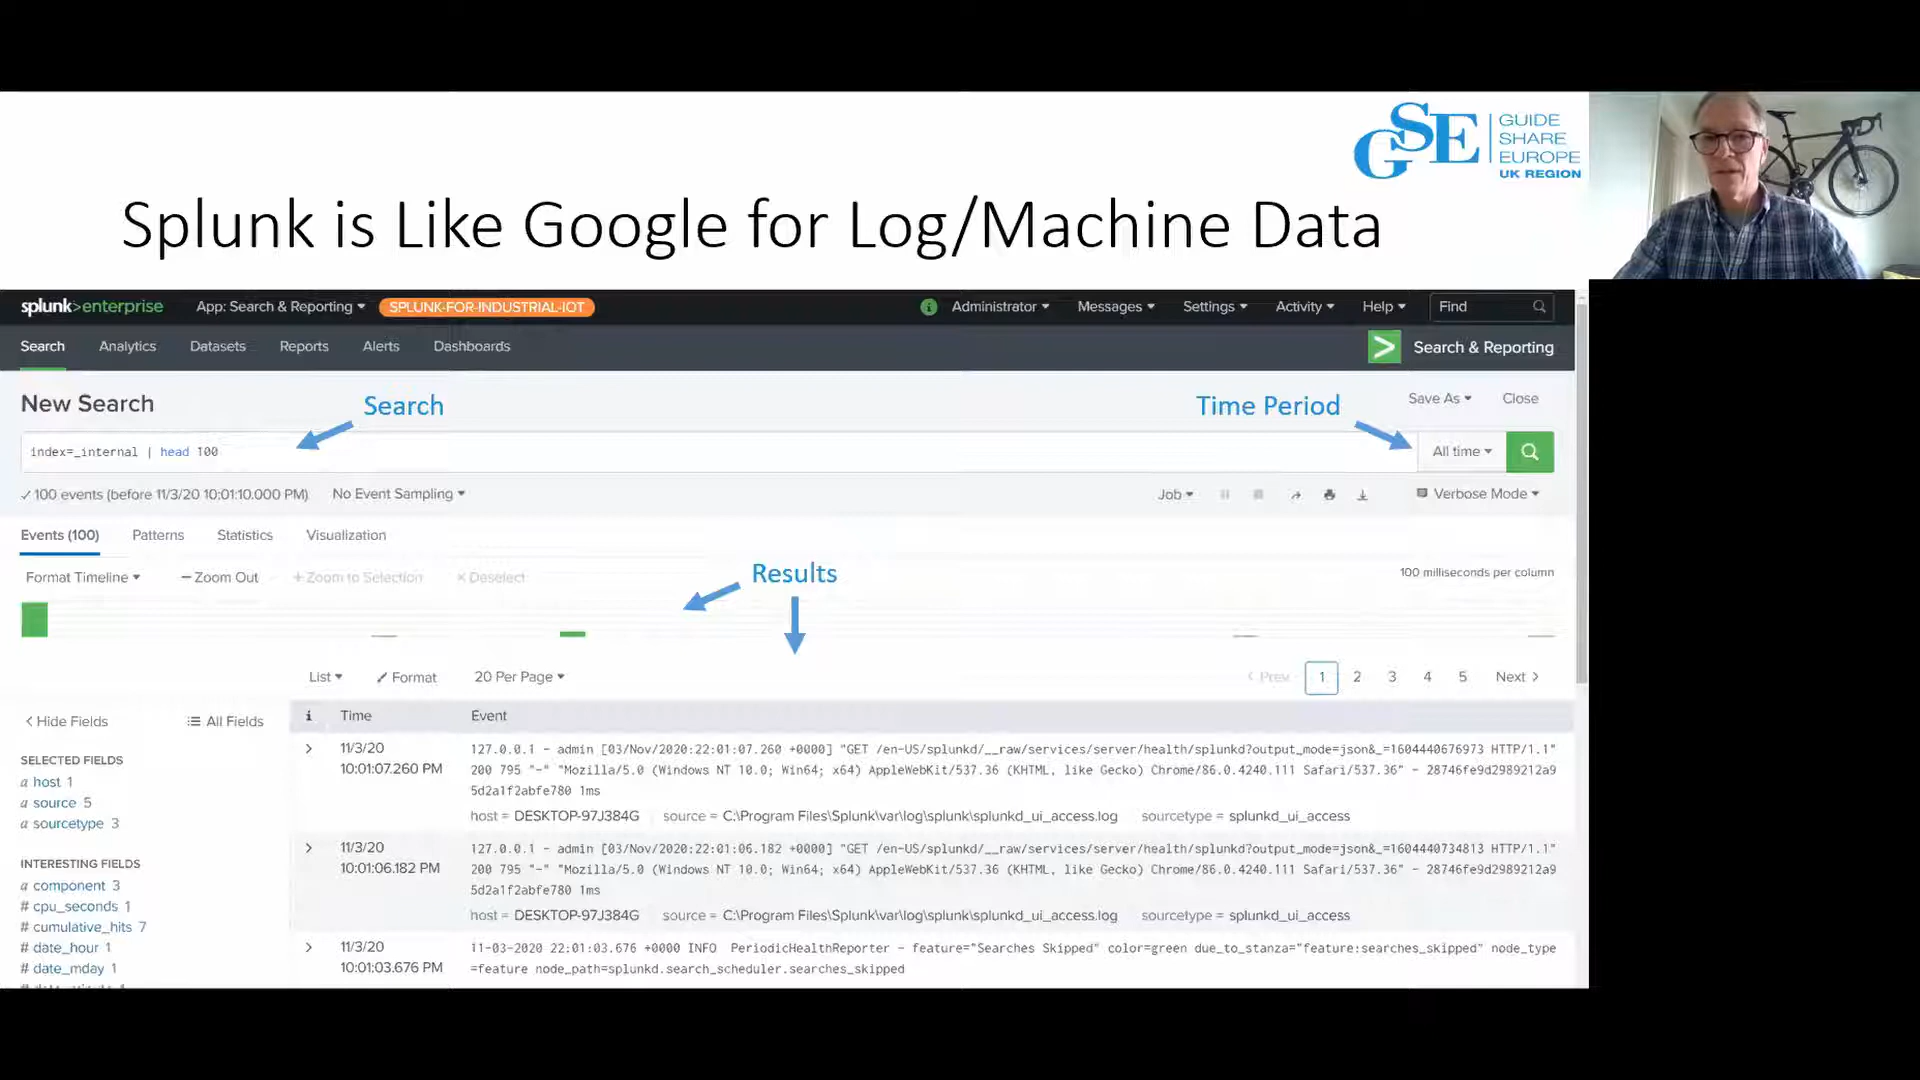 GSE
GUIDE
SHARE
EUROPE
UK REGION
Splunk is Like Google for Log/Machine Data
splunk>enterprise App: Search & Reporting SPLUNK-FOR-INDUSTRIAL-IOT i Administrator Messages Settings Activity Help Find
Search Analytics Datasets Reports Alerts Dashboards > Search & Reporting
New Search Search Time Period Save As Close
index=_internal | head 100 All time
✓ 100 events (before 11/3/20 10:01:10.000 PM) No Event Sampling Job Verbose Mode
Events (100) Patterns Statistics Visualization
Results
Format Timeline — Zoom Out + Zoom to Selection × Deselect 100 milliseconds per column
List Format 20 Per Page < Prev 1 2 3 4 5 Next >
< Hide Fields All Fields i Time Event
SELECTED FIELDS
a host 1
a source 5
a sourcetype 3
INTERESTING FIELDS
a component 3
# cpu_seconds 1
# cumulative_hits 7
# date_hour 1
# date_mday 1
> 11/3/20
10:01:07.260 PM
127.0.0.1 - admin [03/Nov/2020:22:01:07.260 +0000] "GET /en-US/splunkd/__raw/services/server/health/splunkd?output_mode=json&_=1604440676973 HTTP/1.1"
200 795 "-" "Mozilla/5.0 (Windows NT 10.0; Win64; x64) AppleWebKit/537.36 (KHTML, like Gecko) Chrome/86.0.4240.111 Safari/537.36" - 28746fe9d2989212a9
5d2a1f2abfe780 1ms
host = DESKTOP-97J384G source = C:\Program Files\Splunk\var\log\splunk\splunkd_ui_access.log sourcetype = splunkd_ui_access
> 11/3/20
10:01:06.182 PM
127.0.0.1 - admin [03/Nov/2020:22:01:06.182 +0000] "GET /en-US/splunkd/__raw/services/server/health/splunkd?output_mode=json&_=1604440734813 HTTP/1.1"
200 795 "-" "Mozilla/5.0 (Windows NT 10.0; Win64; x64) AppleWebKit/537.36 (KHTML, like Gecko) Chrome/86.0.4240.111 Safari/537.36" - 28746fe9d2989212a9
5d2a1f2abfe780 1ms
host = DESKTOP-97J384G source = C:\Program Files\Splunk\var\log\splunk\splunkd_ui_access.log sourcetype = splunkd_ui_access
> 11/3/20
10:01:03.676 PM
11-03-2020 22:01:03.676 +0000 INFO PeriodicHealthReporter - feature="Searches Skipped" color=green due_to_stanza="feature:searches_skipped" node_type
=feature node_path=splunkd.search_scheduler.searches_skipped